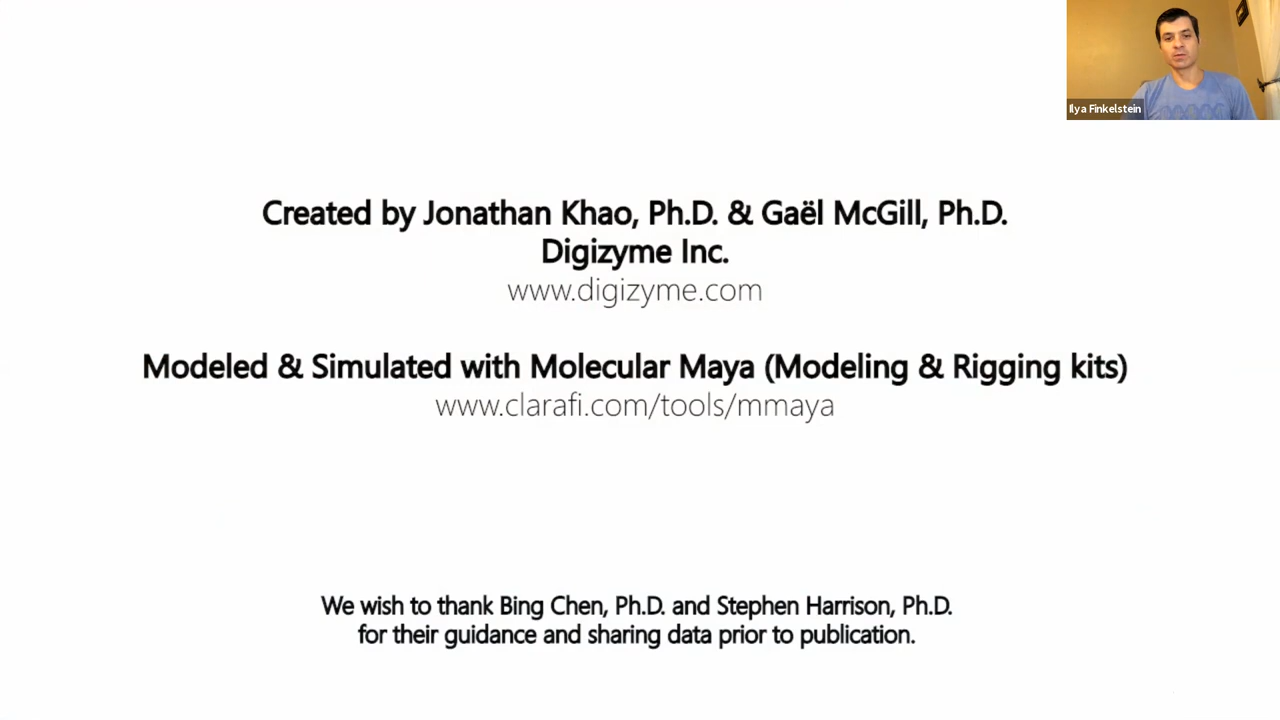 Ilya Finkelstein
Created by Jonathan Khao, Ph.D. & Gaël McGill, Ph.D.
Digizyme Inc.
www.digizyme.com
Modeled & Simulated with Molecular Maya (Modeling & Rigging kits)
www.clarafi.com/tools/mmaya
We wish to thank Bing Chen, Ph.D. and Stephen Harrison, Ph.D.
for their guidance and sharing data prior to publication.